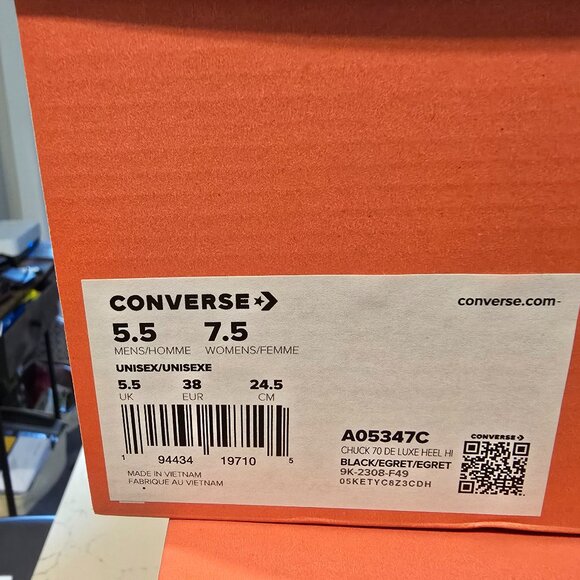 CONVERSE
converse.com
5.5 7.5
MENS/HOMME WOMENS/FEMME
UNISEX/UNISEXE
5.5 38 24.5
UK EUR CM
1 94434 19710 5
MADE IN VIETNAM
FABRIQUE AU VIETNAM
A05347C
CHUCK 70 DE LUXE HEEL HI
BLACK/EGRET/EGRET
9K-2308-F49
05KETYC8Z3CDH
CONVERSE